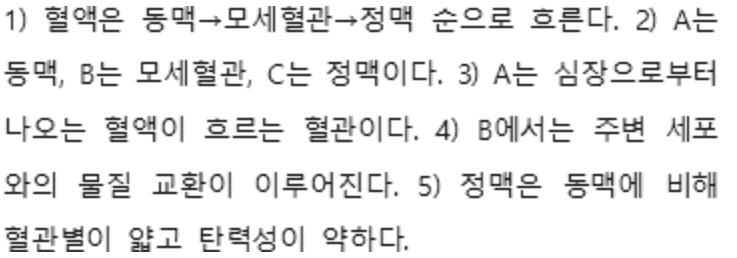 1) 혈액은 동맥→모세혈관→정맥 순으로 흐른다. 2) A는
동맥, B는 모세혈관, C는 정맥이다. 3) A는 심장으로부터
나오는 혈액이 흐르는 혈관이다. 4) B에서는 주변 세포
와의 물질 교환이 이루어진다. 5) 정맥은 동맥에 비해
혈관별이 얇고 탄력성이 약하다.